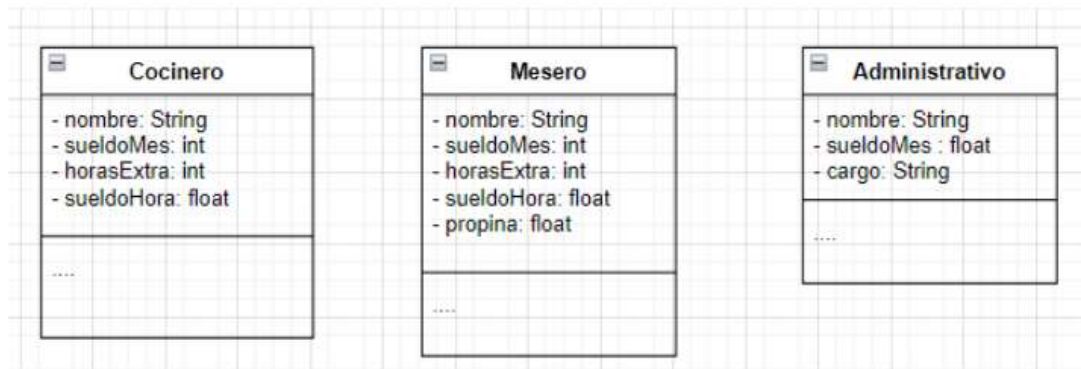 Cocinero
- nombre: String
- sueldoMes: int
- horasExtra: int
- sueldoHora: float
....
Mesero
- nombre: String
- sueldoMes: int
- horasExtra: int
- sueldoHora: float
- propina: float
....
Administrativo
- nombre: String
- sueldoMes : float
- cargo: String
....